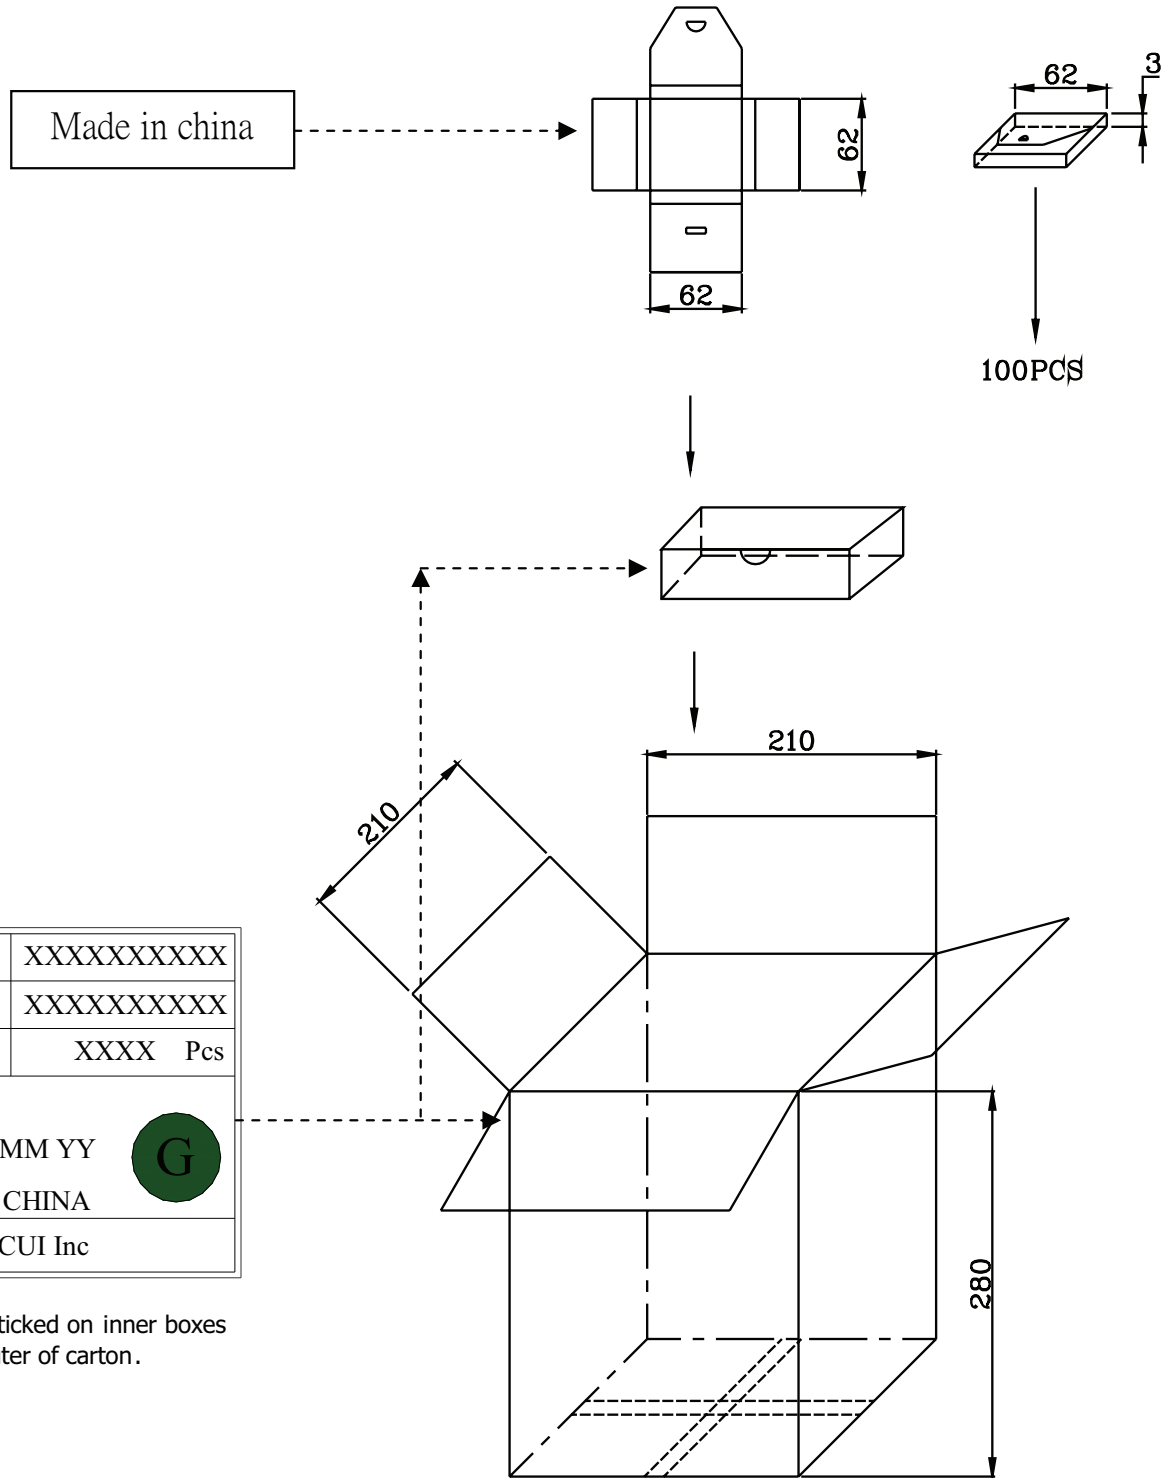 Made in china
62
3
62
62
100PCS
210
210
XXXXXXXXXX
XXXXXXXXXX
XXXX Pcs
MM YY
G
CHINA
CUI Inc
280
ticked on inner boxes
ter of carton.